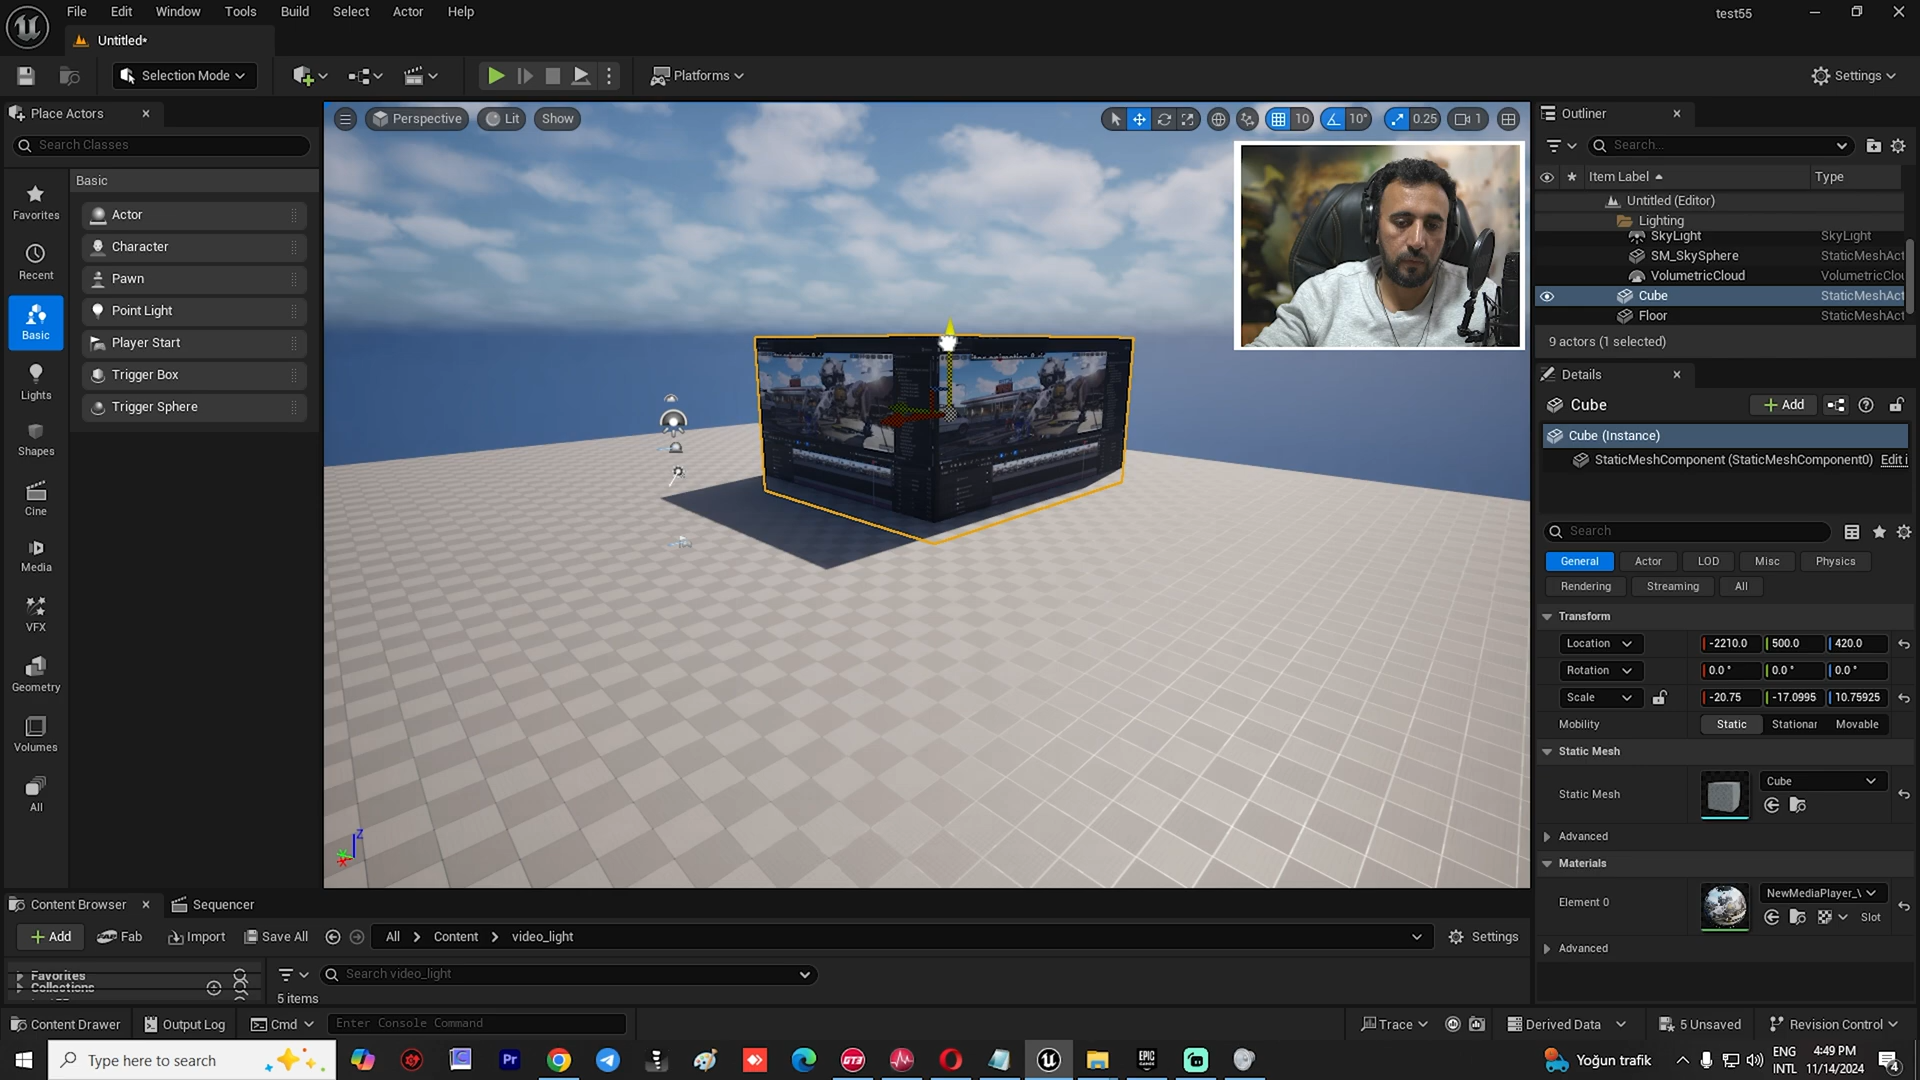 File Edit Window Tools Build Select Actor Help
test55
Untitled*
Selection Mode
Platforms
Settings
Place Actors
Search Classes
Basic
Favorites
Recent
Basic
Lights
Shapes
Cine
Media
VFX
Geometry
Volumes
All
Actor
Character
Pawn
Point Light
Player Start
Trigger Box
Trigger Sphere
Perspective Lit Show
10 10° 0.25 1
Z
Outliner
Search...
Item Label Type
Untitled (Editor)
Lighting
SkyLight SkyLight
SM_SkySphere StaticMeshAct
VolumetricCloud VolumetricClou
Cube StaticMeshAct
Floor StaticMeshAct
9 actors (1 selected)
Details
Cube Add
Cube (Instance)
StaticMeshComponent (StaticMeshComponent0) Edit i
Search
General Actor LOD Misc Physics
Rendering Streaming All
Transform
Location -2210.0 500.0 420.0
Rotation 0.0 ° 0.0 ° 0.0 °
Scale -20.75 -17.0995 10.75925
Mobility Static Stationar Movable
Static Mesh
Static Mesh Cube
Advanced
Materials
Element 0 NewMediaPlayer_V
Slot
Advanced
Content Browser Sequencer
Add Fab Import Save All All Content video_light Settings
Favorites
Collections
Search video_light
5 items
Content Drawer Output Log Cmd Enter Console Command Trace Derived Data 5 Unsaved Revision Control
Type here to search
Pr
GT3
EPIC GAMES
Yoğun trafik
ENG
INTL
4:49 PM
11/14/2024
4